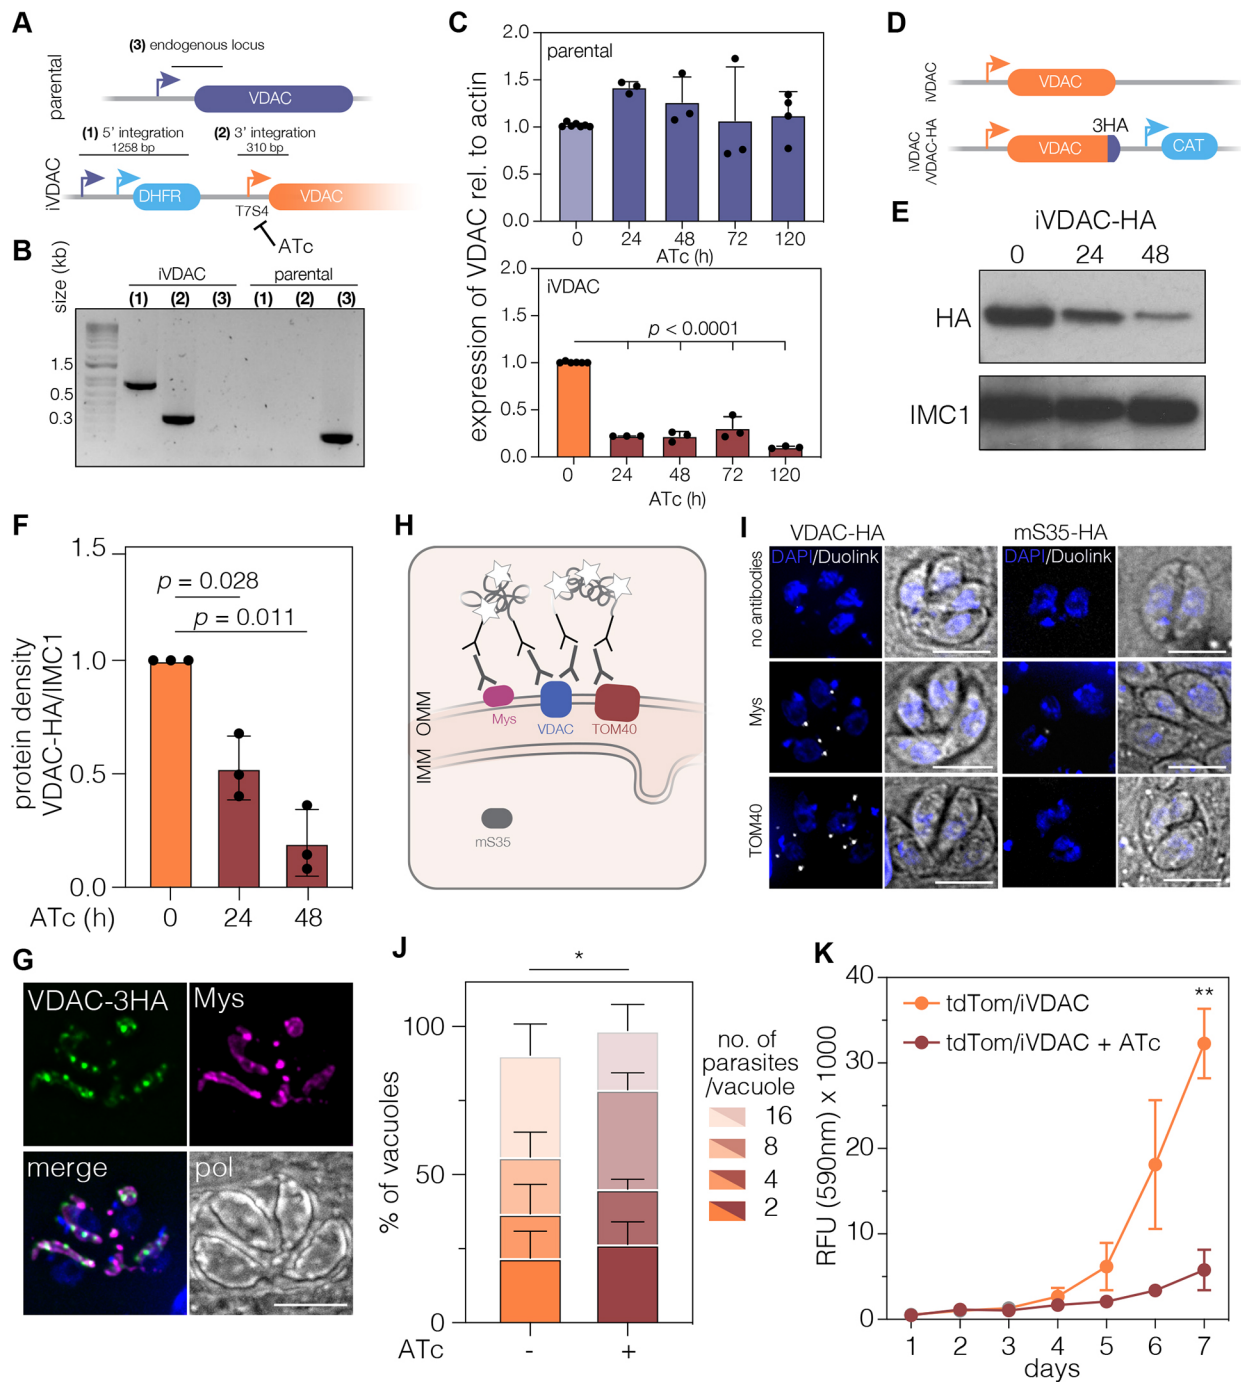 A
(3) endogenous locus
parental
VDAC
(1) 5' integration
1258 bp
(2) 3' integration
310 bp
iVDAC
DHFR
VDAC
T7S4
ATc
B
size (kb)
iVDAC
parental
(1) (2) (3) (1) (2) (3)
1.5
0.5
0.3
C
expression of VDAC rel. to actin
2.0
parental
1.5
1.0
0.5
0.0
0 24 48 72 120
ATc (h)
2.0
iVDAC
1.5
p < 0.0001
1.0
0.5
0.0
0 24 48 72 120
ATc (h)
D
iVDAC
VDAC
iVDAC
/VDAC-HA
3HA
VDAC
CAT
E
iVDAC-HA
0 24 48
HA
IMC1
F
protein density
VDAC-HA/IMC1
1.5
p = 0.028
p = 0.011
1.0
0.5
0.0
ATc (h) 0 24 48
G
VDAC-3HA
Mys
merge
pol
H
Mys
VDAC
TOM40
OMM
IMM
mS35
I
VDAC-HA
mS35-HA
DAPI/Duolink
DAPI/Duolink
no antibodies
Mys
TOM40
J
*
% of vacuoles
100
50
0
ATc - +
no. of
parasites
/vacuole
16
8
4
2
K
RFU (590nm) x 1000
40
30
20
10
0
tdTom/iVDAC
tdTom/iVDAC + ATc
**
1 2 3 4 5 6 7
days